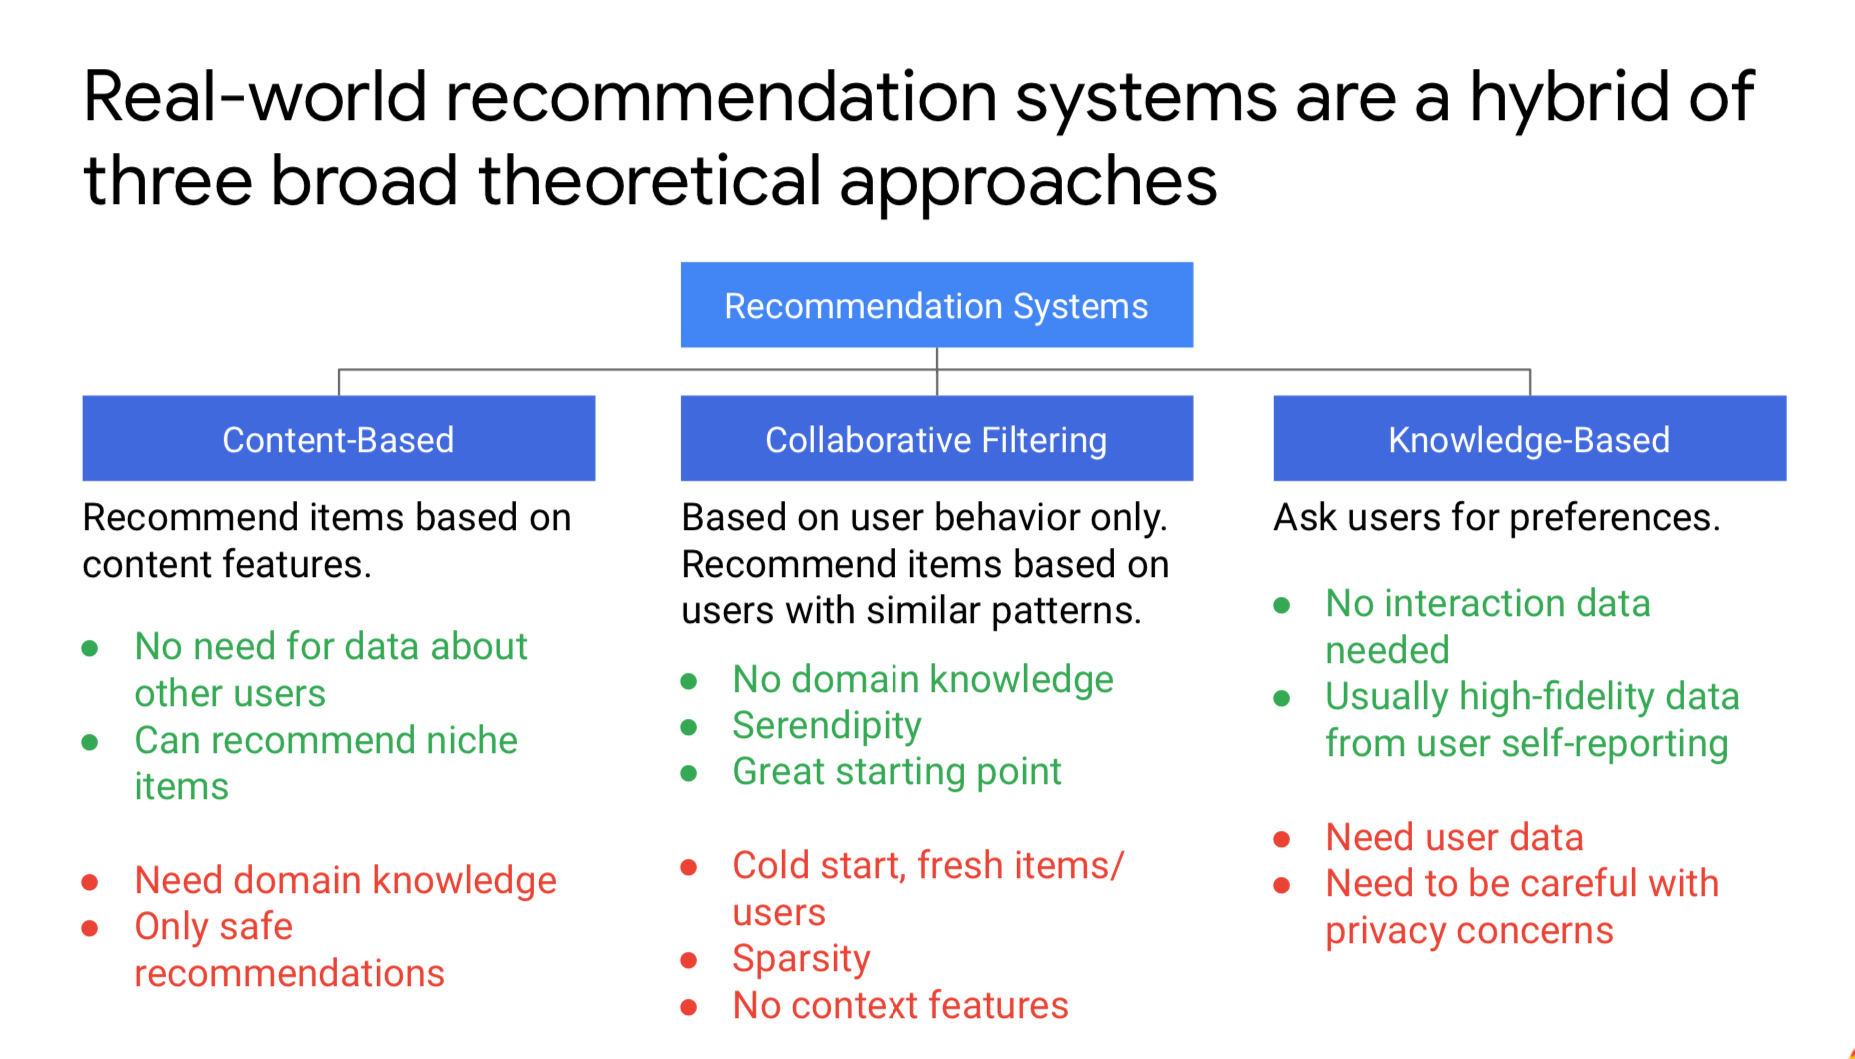 Real-world recommendation systems are a hybrid of
three broad theoretical approaches
Recommendation Systems
Content-Based
Recommend items based on
content features.
● No need for data about
other users
● Can recommend niche
items
● Need domain knowledge
● Only safe
recommendations
Collaborative Filtering
Based on user behavior only.
Recommend items based on
users with similar patterns.
● No domain knowledge
● Serendipity
● Great starting point
● Cold start, fresh items/
users
● Sparsity
● No context features
Knowledge-Based
Ask users for preferences.
● No interaction data
needed
● Usually high-fidelity data
from user self-reporting
● Need user data
● Need to be careful with
privacy concerns